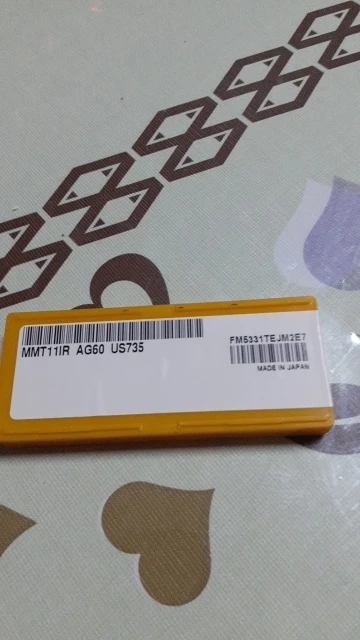 MMT11IR AG60 US735
FM5331TEJM2E7
MADE IN JAPAN